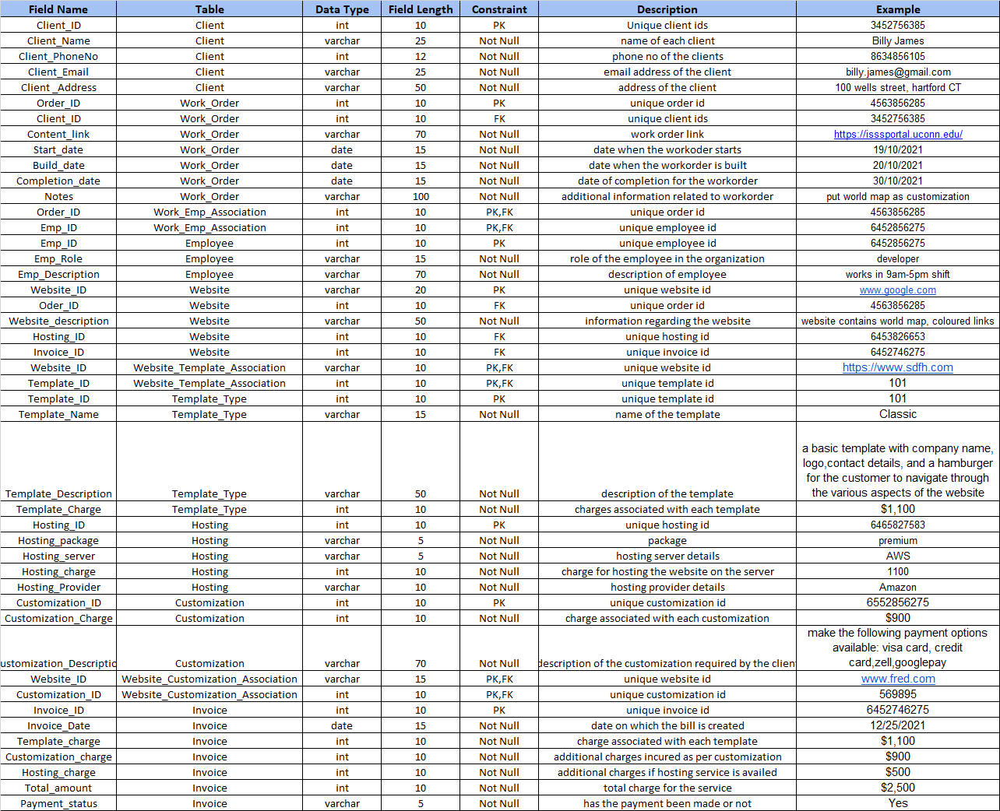 Field Name Table Data Type Field Length Constraint Description Example
Client_ID Client int 10 PK Unique client ids 3452756385
Client_Name Client varchar 25 Not Null name of each client Billy James
Client_PhoneNo Client int 12 Not Null phone no of the clients 8634856105
Client_Email Client varchar 25 Not Null email address of the client billy.james@gmail.com
Client _Address Client varchar 50 Not Null address of the client 100 wells street, hartford CT
Order_ID Work_Order int 10 PK unique order id 4563856285
Client_ID Work_Order int 10 FK unique client ids 3452756385
Content_link Work_Order varchar 70 Not Null work order link https://isssportal.uconn.edu/
Start_date Work_Order date 15 Not Null date when the workoder starts 19/10/2021
Build_date Work_Order date 15 Not Null date when the workorder is built 20/10/2021
Completion_date Work_Order date 15 Not Null date of completion for the workorder 30/10/2021
Notes Work_Order varchar 100 Not Null additional information related to workorder put world map as customization
Order_ID Work_Emp_Association int 10 PK,FK unique order id 4563856285
Emp_ID Work_Emp_Association int 10 PK,FK unique employee id 6452856275
Emp_ID Employee int 10 PK unique employee id 6452856275
Emp_Role Employee varchar 15 Not Null role of the employee in the organization developer
Emp_Description Employee varchar 70 Not Null description of employee works in 9am-5pm shift
Website_ID Website varchar 20 PK unique website id www.google.com
Oder_ID Website int 10 FK unique order id 4563856285
Website_description Website varchar 50 Not Null information regarding the website website contains world map, coloured links
Hosting_ID Website int 10 FK unique hosting id 6453826653
Invoice_ID Website int 10 FK unique invoice id 6452746275
Website_ID Website_Template_Association varchar 10 PK,FK unique website id https://www.sdfh.com
Template_ID Website_Template_Association int 10 PK,FK unique template id 101
Template_ID Template_Type int 10 PK unique template id 101
Template_Name Template_Type varchar 15 Not Null name of the template Classic
a basic template with company name,
logo,contact details, and a hamburger
for the customer to navigate through
Template_Description Template_Type varchar 50 Not Null description of the template the various aspects of the website
Template_Charge Template_Type int 10 Not Null charges associated with each template $1,100
Hosting_ID Hosting int 10 PK unique hosting id 6465827583
Hosting_package Hosting varchar 5 Not Null package premium
Hosting_server Hosting varchar 5 Not Null hosting server details AWS
Hosting_charge Hosting int 10 Not Null charge for hosting the website on the server 1100
Hosting_Provider Hosting varchar 10 Not Null hosting provider details Amazon
Customization_ID Customization int 10 PK unique customization id 6552856275
Customization_Charge Customization int 10 Not Null charge associated with each customization $900
make the following payment options
available: visa card, credit
ustomization_Descriptio Customization varchar 70 Not Null description of the customization required by the client card,zell,googlepay
Website_ID Website_Customization_Association varchar 15 PK,FK unique website id www.fred.com
Customization_ID Website_Customization_Association int 10 PK,FK unique customization id 569895
Invoice_ID Invoice int 10 PK unique invoice id 6452746275
Invoice_Date Invoice date 15 Not Null date on which the bill is created 12/25/2021
Template_charge Invoice int 10 Not Null charge associated with each template $1,100
Customization_charge Invoice int 10 Not Null additional charges incured as per customization $900
Hosting_charge Invoice int 10 Not Null additional charges if hosting service is availed $500
Total_amount Invoice int 10 Not Null total charge for the service $2,500
Payment_status Invoice varchar 5 Not Null has the payment been made or not Yes